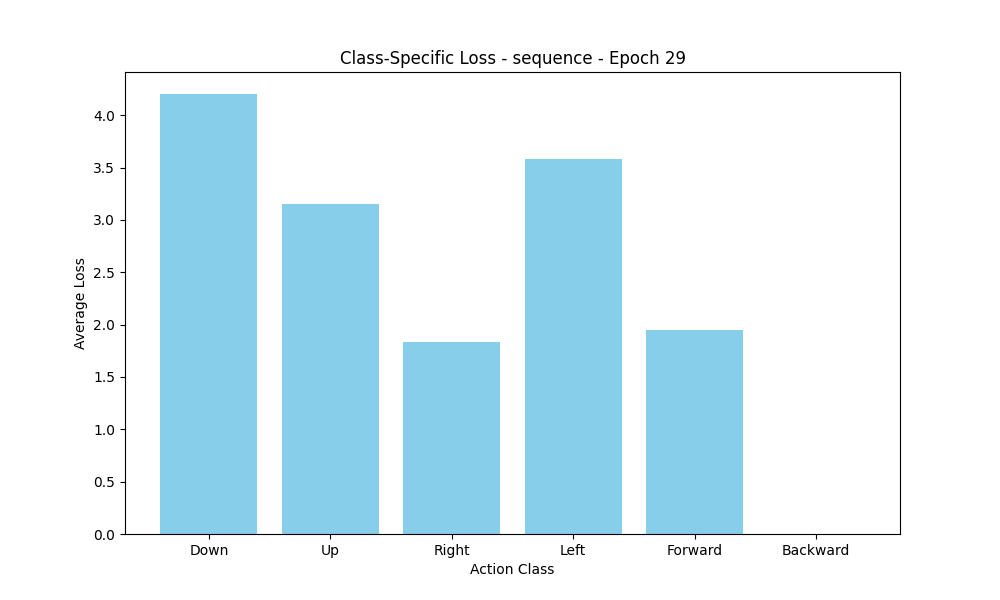 Class-Specific Loss - sequence - Epoch 29
Average Loss
4.0
3.5
3.0
2.5
2.0
1.5
1.0
0.5
0.0
Down Up Right Left Forward Backward
Action Class